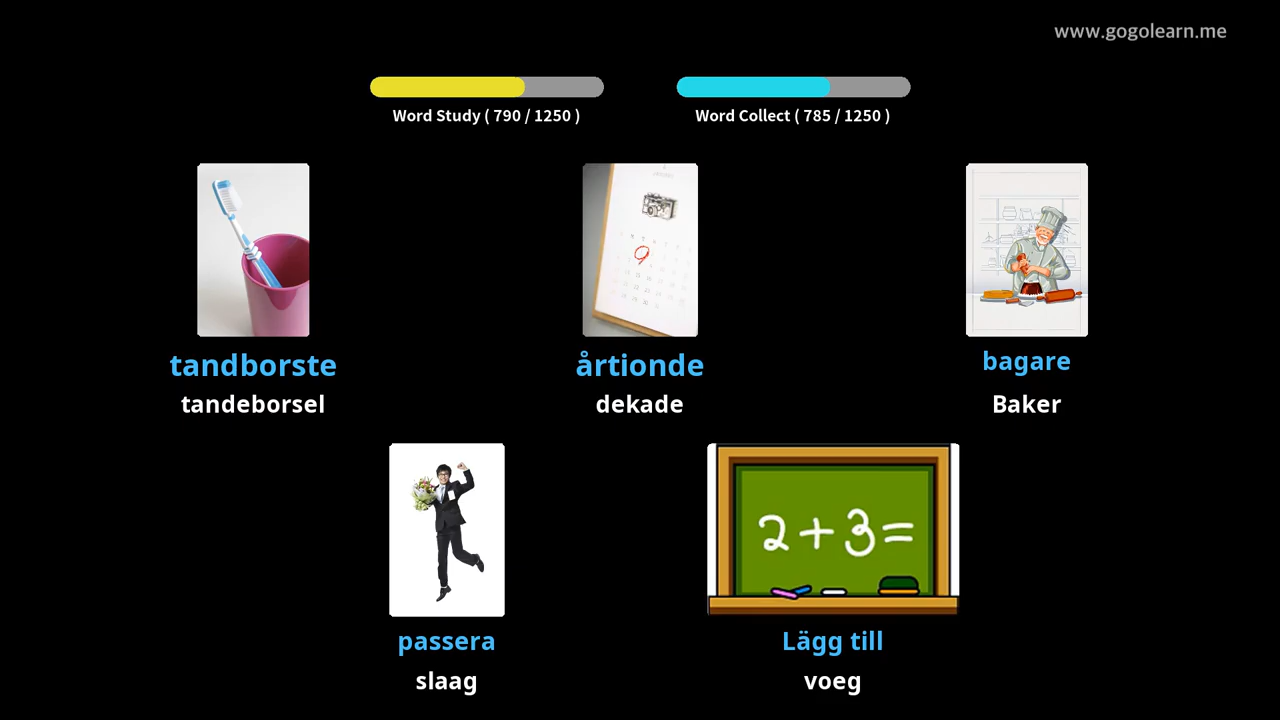 www.gogolearn.me
Word Study ( 790 / 1250 )
Word Collect ( 785 / 1250 )
tandborste
tandeborsel
årtionde
dekade
bagare
Baker
passera
slaag
2+3=
Lägg till
voeg